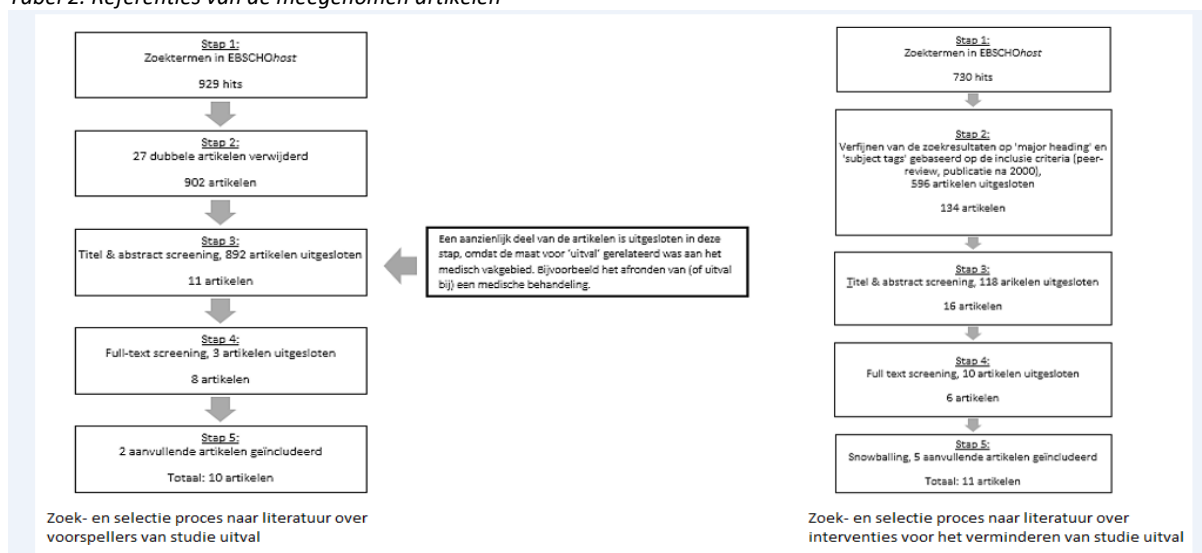 Tabel 2: Referenties van de meegenomen artikelen
Stap 1:
Zoektermen in EBSCHOhost
929 hits
Stap 2:
27 dubbele artikelen verwijderd
902 artikelen
Stap 3:
Titel & abstract screening, 892 artikelen uitgesloten
11 artikelen
Stap 4:
Full-text screening, 3 artikelen uitgesloten
8 artikelen
Stap 5:
2 aanvullende artikelen geïncludeerd
Totaal: 10 artikelen
Zoek- en selectie proces naar literatuur over
voorspellers van studie uitval
Een aanzienlijk deel van de artikelen is uitgesloten in deze
stap, omdat de maat voor 'uitval' gerelateerd was aan het
medisch vakgebied. Bijvoorbeeld het afronden van (of uitval
bij) een medische behandeling.
Stap 1:
Zoektermen in EBSCHOhost
730 hits
Stap 2:
Verfijnen van de zoekresultaten op 'major heading' en
'subject tags' gebaseerd op de inclusie criteria (peer-
review, publicatie na 2000),
596 artikelen uitgesloten
134 artikelen
Stap 3:
Titel & abstract screening, 118 arikelen uitgesloten
16 artikelen
Stap 4:
Full text screening, 10 artikelen uitgesloten
6 artikelen
Stap 5:
Snowballing, 5 aanvullende artikelen geïncludeerd
Totaal: 11 artikelen
Zoek- en selectie proces naar literatuur over
interventies voor het verminderen van studie uitval